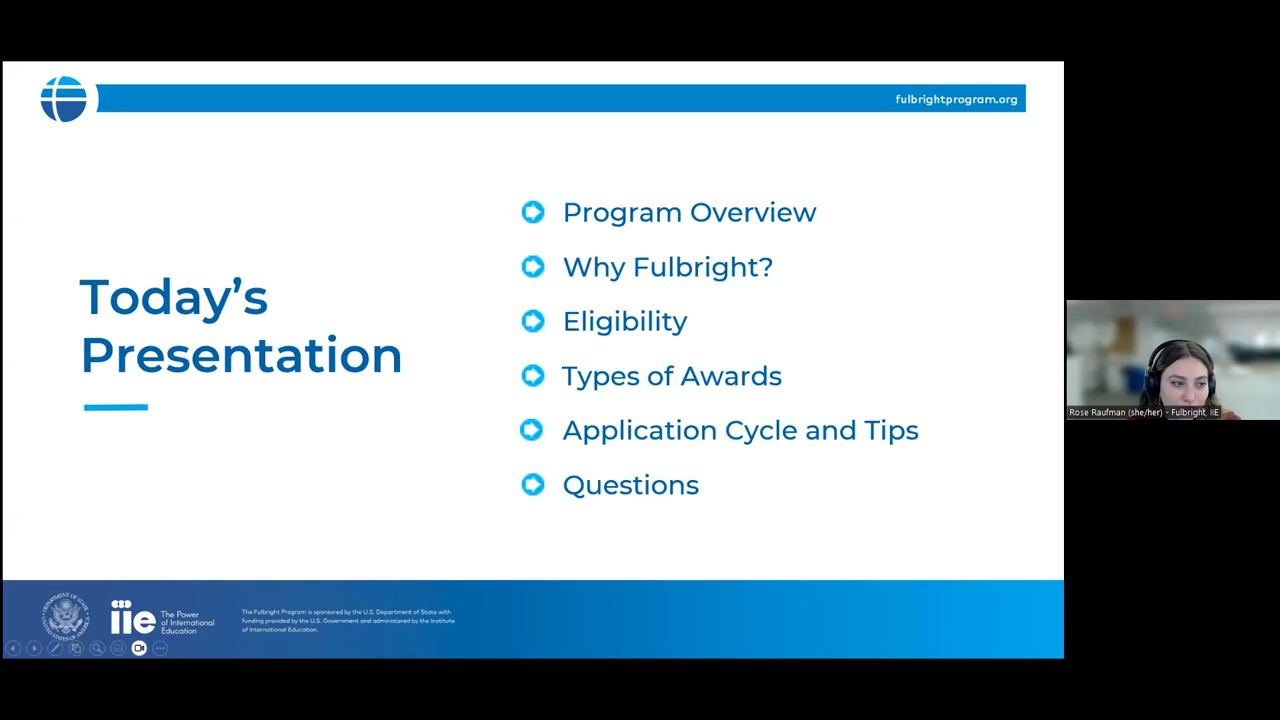 fulbrightprogram.org
Today's
Presentation
Program Overview
Why Fulbright?
Eligibility
Types of Awards
Application Cycle and Tips
Questions
Rose Raufman (she/her) - Fulbright, IIE
iie
The Power
of International
Education
The Fulbright Program is sponsored by the U.S. Department of State with
funding provided by the U.S. Government and administered by the Institute
of International Education.